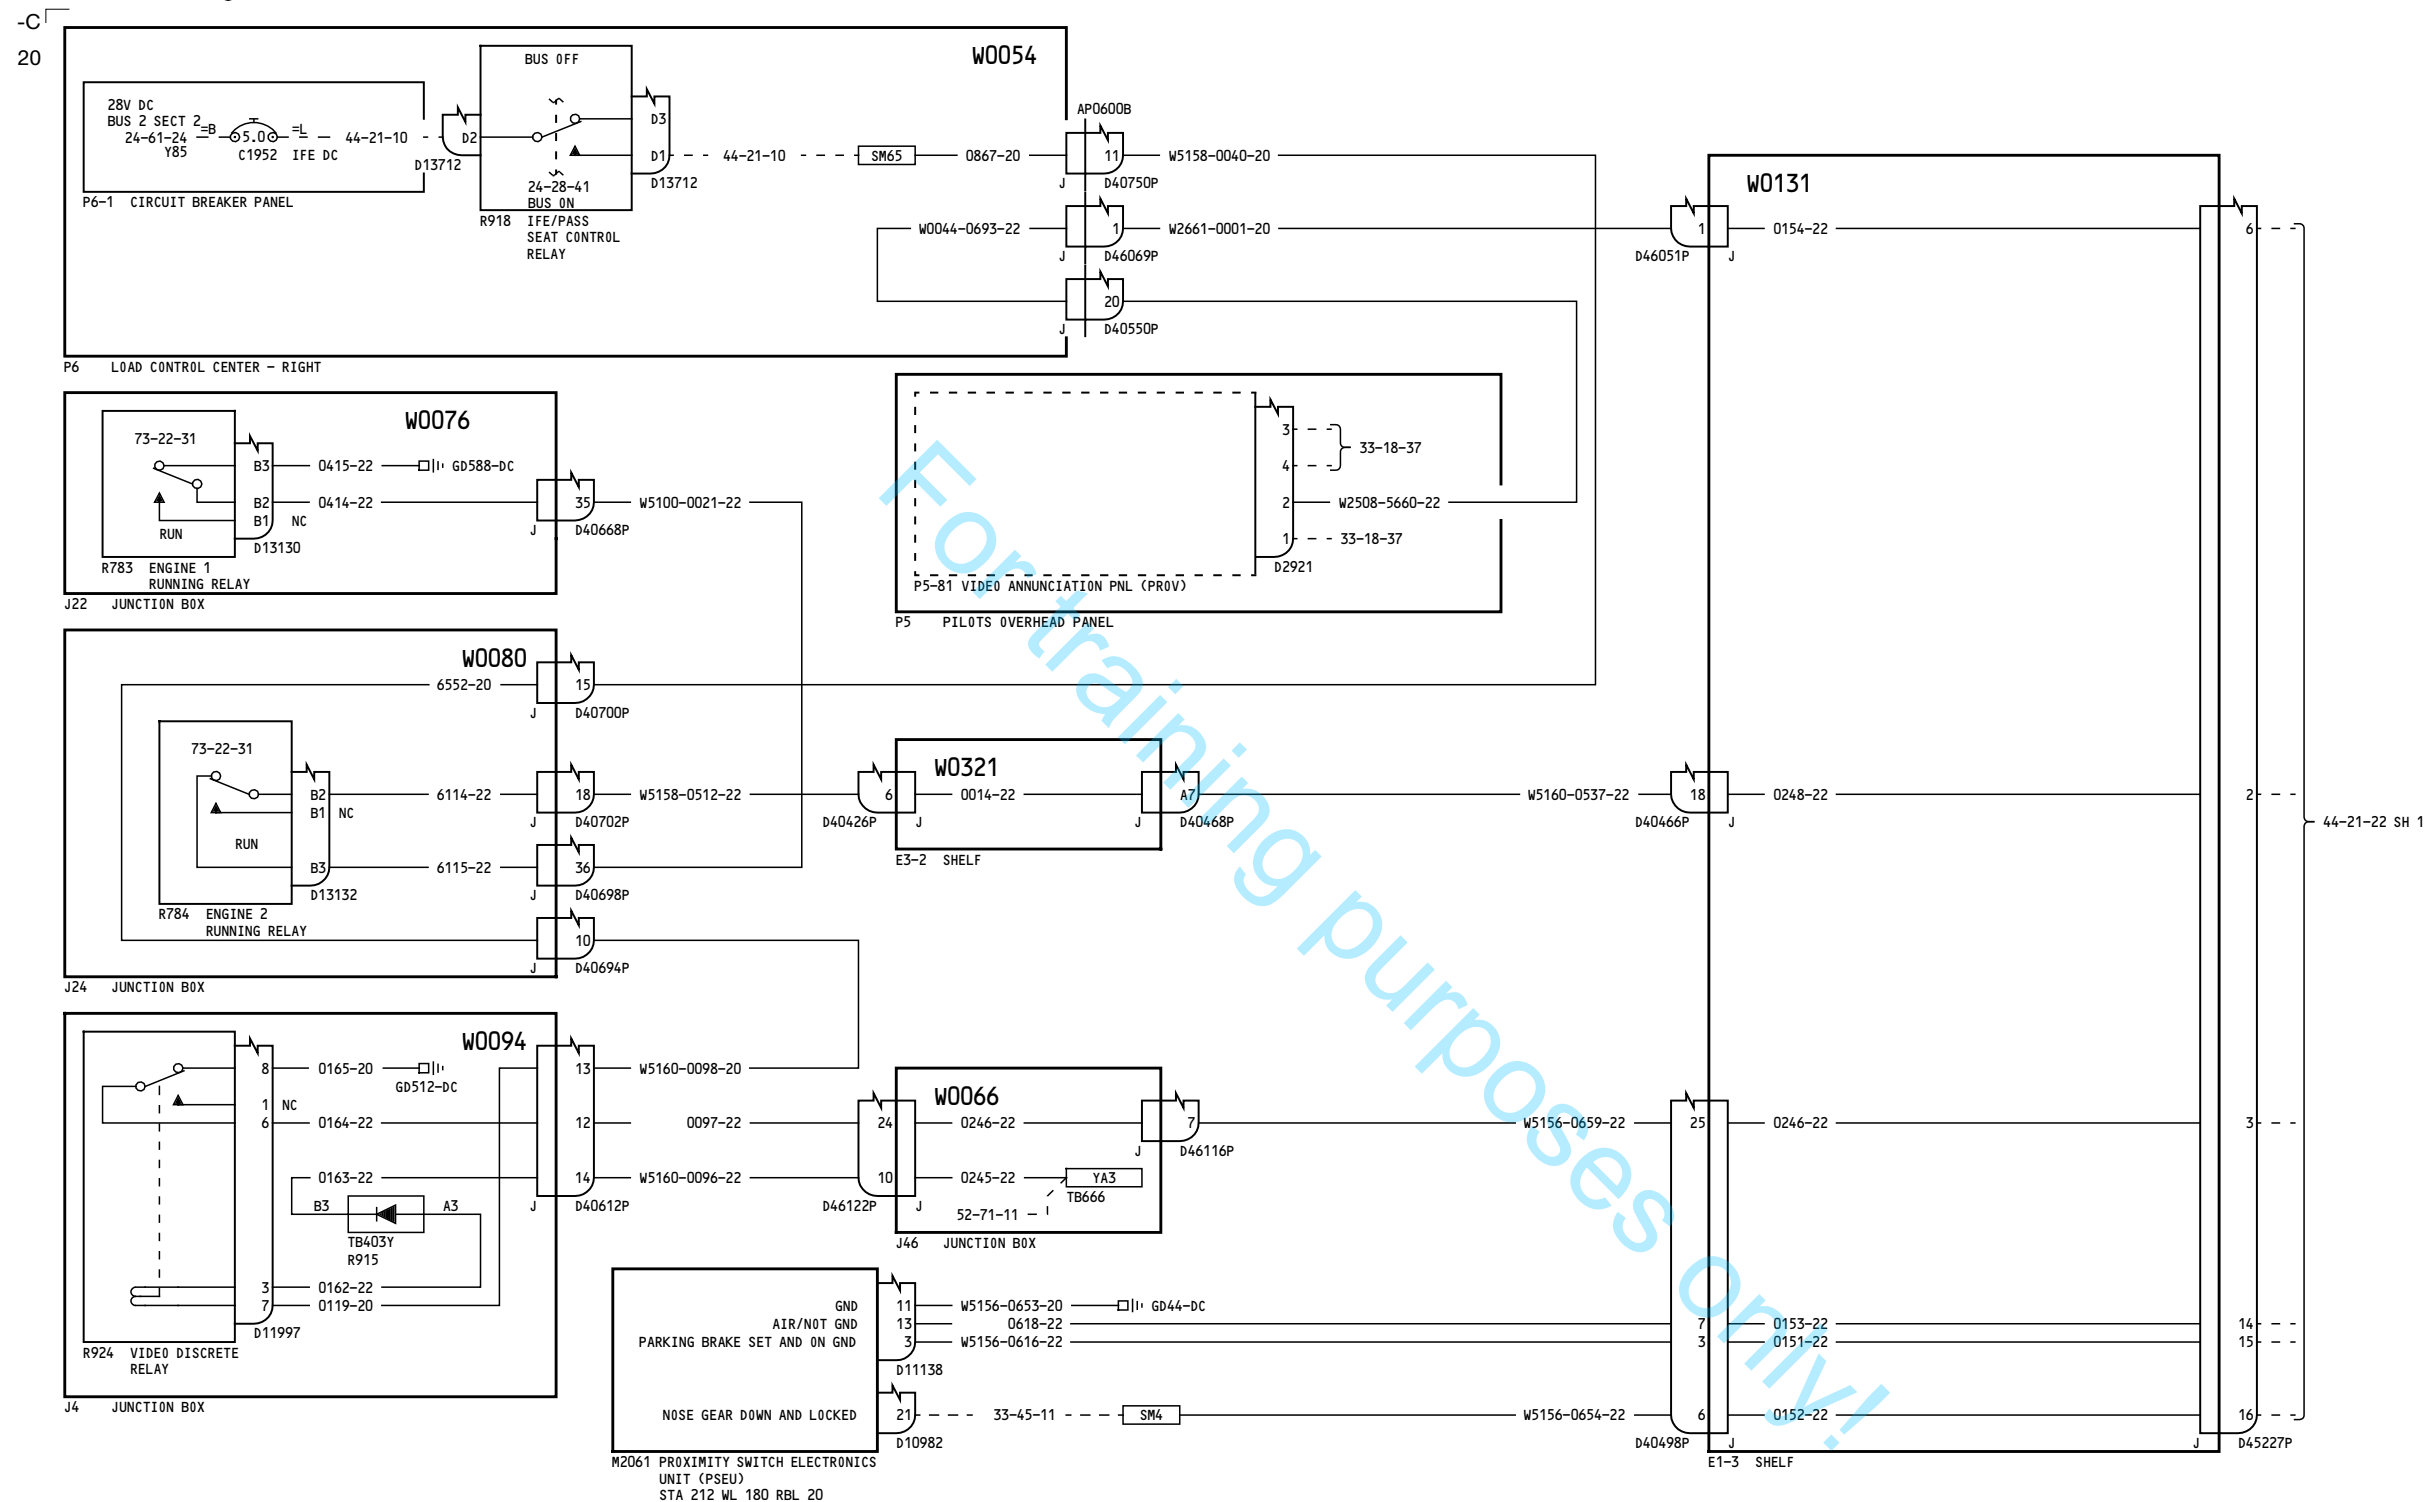 -C
20
W0054
BUS OFF
28V DC
BUS 2 SECT 2
24-61-24
Y85
=B
5.0
=L
C1952 IFE DC
44-21-10
D2
D13712
D3
D1
D13712
24-28-41
BUS ON
R918 IFE/PASS
SEAT CONTROL
RELAY
P6-1 CIRCUIT BREAKER PANEL
44-21-10
SM65
0867-20
AP0600B
11
J D40750P
W5158-0040-20
W0044-0693-22
1
J D46069P
W2661-0001-20
20
J D40550P
P6 LOAD CONTROL CENTER - RIGHT
W0131
1
D46051P J
0154-22
6
W0076
73-22-31
RUN
B3
0415-22
GD588-DC
B2
0414-22
B1 NC
D13130
R783 ENGINE 1
RUNNING RELAY
J22 JUNCTION BOX
35
J D40668P
W5100-0021-22
3
4
33-18-37
2
W2508-5660-22
1
33-18-37
D2921
P5-81 VIDEO ANNUNCIATION PNL (PROV)
P5 PILOTS OVERHEAD PANEL
W0080
6552-20
15
J D40700P
73-22-31
RUN
B2
6114-22
B1 NC
B3
6115-22
D13132
R784 ENGINE 2
RUNNING RELAY
18
J D40702P
W5158-0512-22
36
J D40698P
10
J D40694P
J24 JUNCTION BOX
W0321
6
D40426P J
0014-22
A7
J D40468P
E3-2 SHELF
W5160-0537-22
18
D40466P J
0248-22
2
44-21-22 SH 1
W0094
8
0165-20
GD512-DC
1 NC
6
0164-22
0163-22
B3
A3
TB403Y
R915
3
0162-22
7
0119-20
D11997
R924 VIDEO DISCRETE
RELAY
J4 JUNCTION BOX
13
W5160-0098-20
12
0097-22
14
W5160-0096-22
J D40612P
W0066
24
0246-22
10
0245-22
D46122P J
YA3
TB666
52-71-11
7
J D46116P
J46 JUNCTION BOX
W5156-0659-22
25
0246-22
3
GND
11
W5156-0653-20
GD44-DC
AIR/NOT GND
13
0618-22
7
0153-22
14
PARKING BRAKE SET AND ON GND
3
W5156-0616-22
3
0151-22
15
D11138
NOSE GEAR DOWN AND LOCKED
21
33-45-11
SM4
W5156-0654-22
6
0152-22
16
D10982
D40498P J
J D45227P
M2061 PROXIMITY SWITCH ELECTRONICS
UNIT (PSEU)
STA 212 WL 180 RBL 20
E1-3 SHELF
For training purposes only!